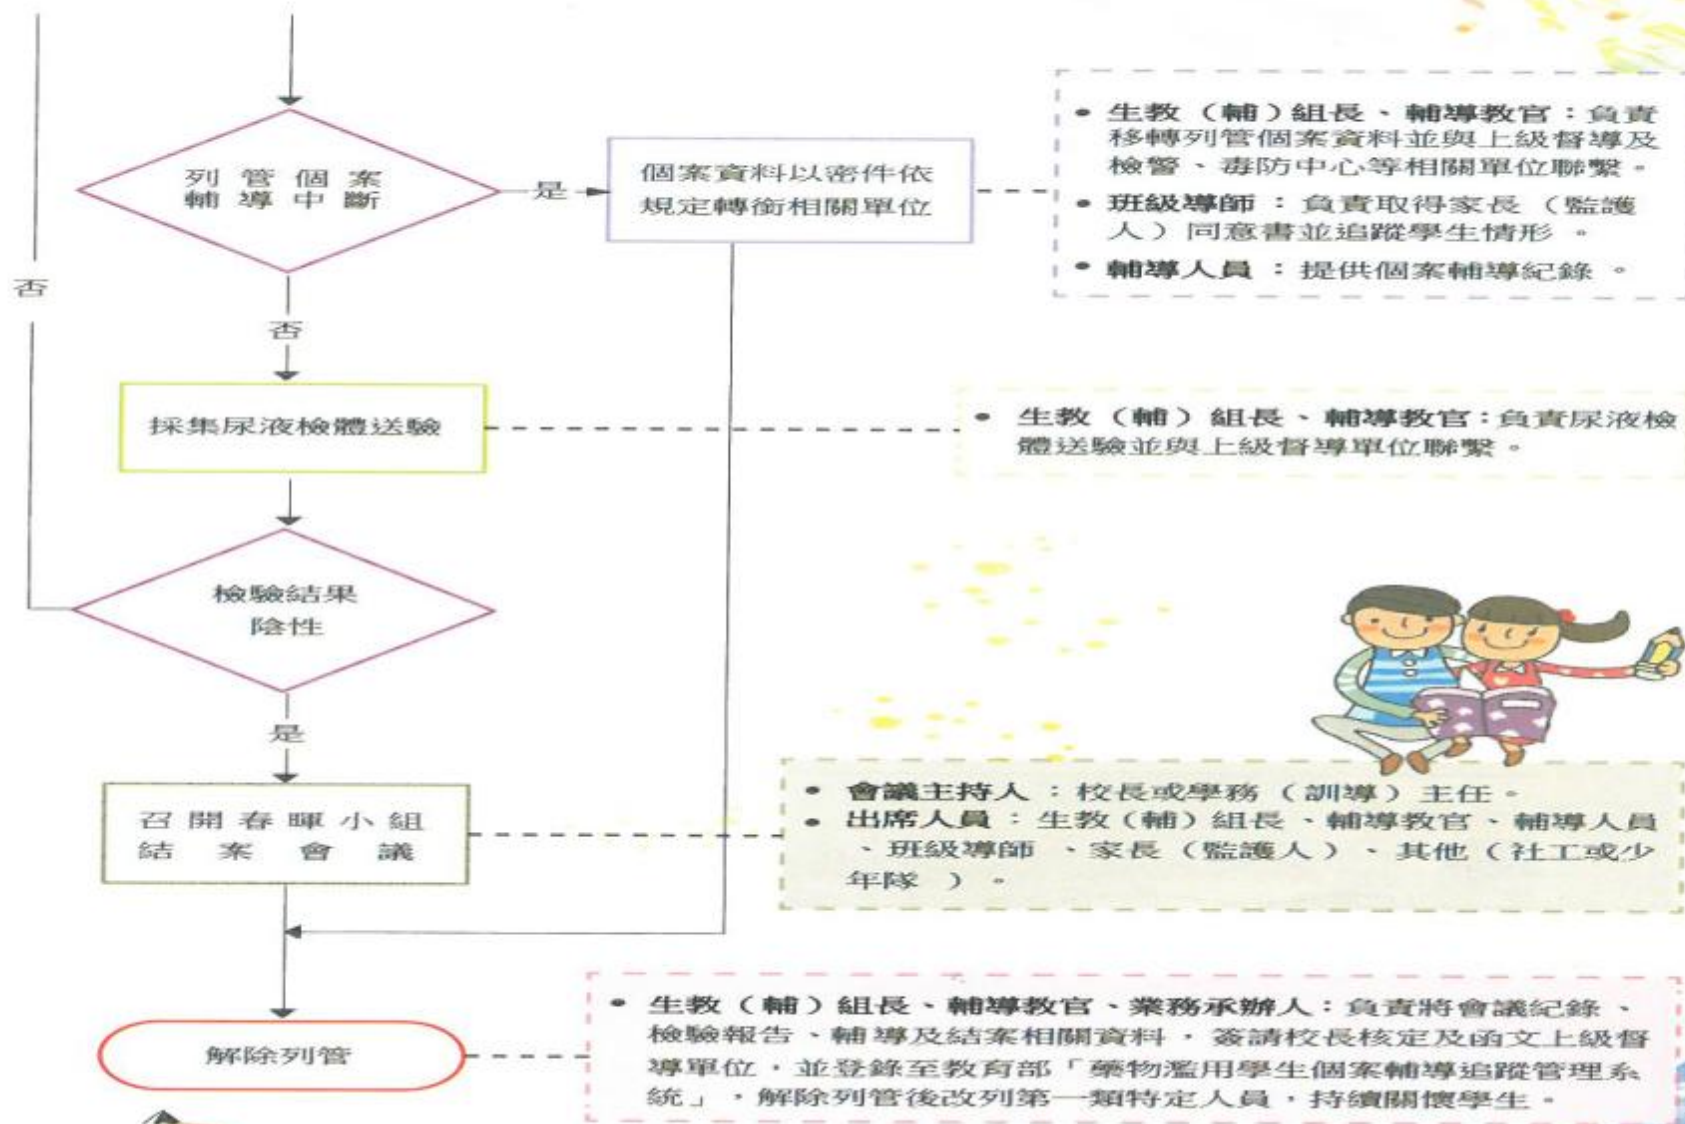 列管個案
輔導中斷
是
個案資料以密件依
規定轉銜相關單位
• 生教（輔）組長、輔導教官：負責
移轉列管個案資料並與上級督導及
檢警、毒防中心等相關單位聯繫。
• 班級導師：負責取得家長（監護
人）同意書並追蹤學生情形。
• 輔導人員：提供個案輔導紀錄。
否
否
採集尿液檢體送驗
• 生教（輔）組長、輔導教官：負責尿液檢
體送驗並與上級督導單位聯繫。
檢驗結果
陰性
是
召開春暉小組
結案會議
• 會議主持人：校長或學務（訓導）主任。
• 出席人員：生教（輔）組長、輔導教官、輔導人員
、班級導師、家長（監護人）、其他（社工或少
年隊）。
解除列管
• 生教（輔）組長、輔導教官、業務承辦人：負責將會議紀錄、
檢驗報告、輔導及結案相關資料，簽請校長核定及函文上級督
導單位，並登錄至教育部「藥物濫用學生個案輔導追蹤管理系
統」，解除列管後改列第一類特定人員，持續關懷學生。